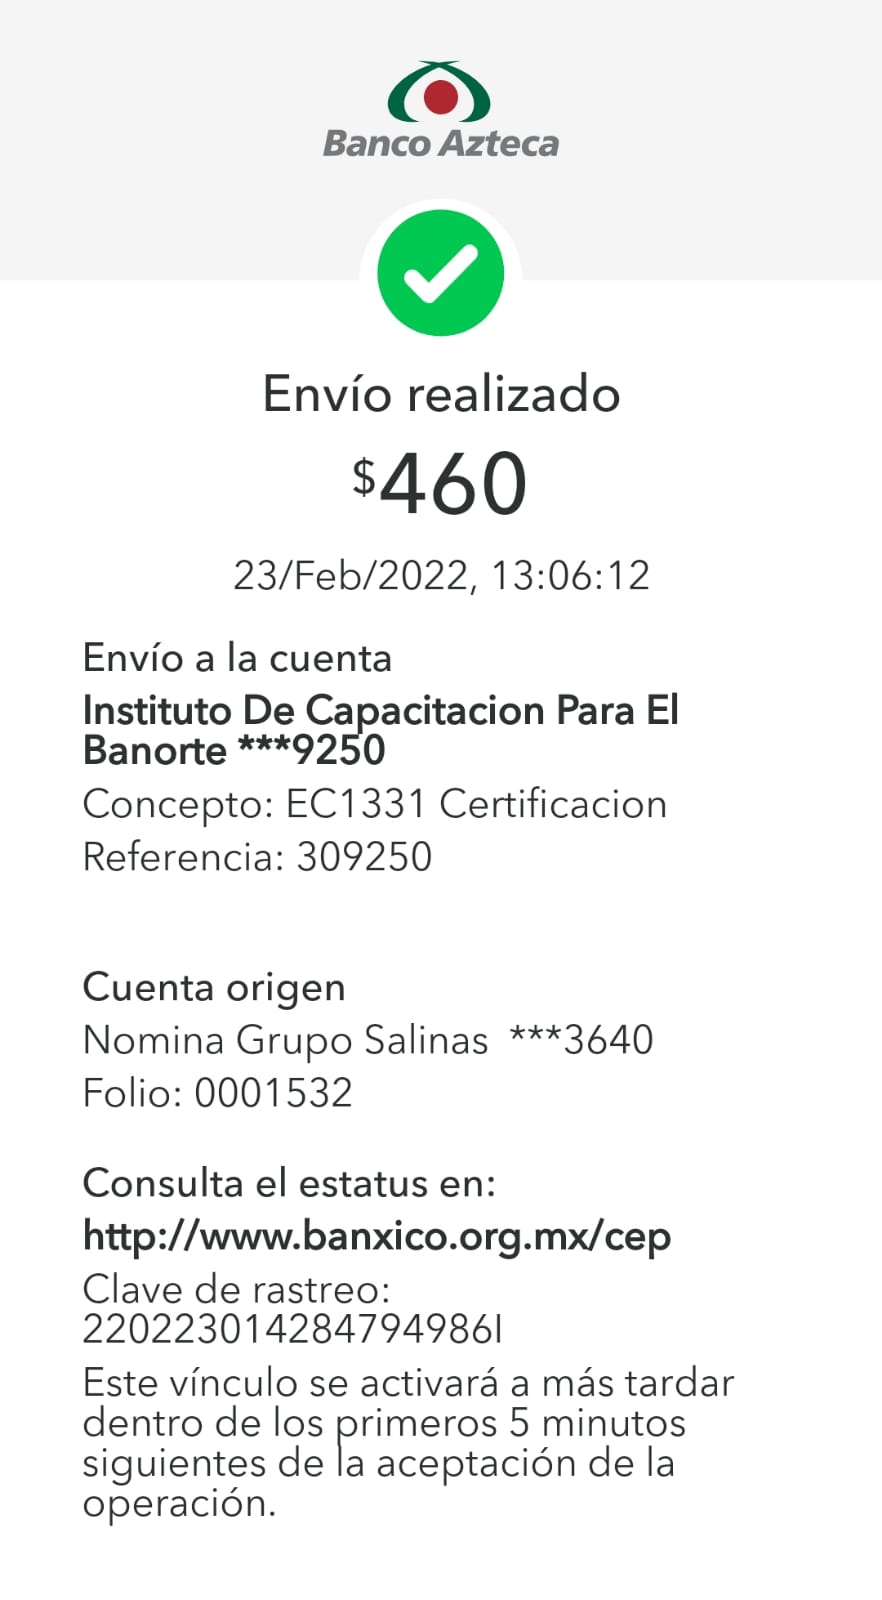 Banco Azteca
Envío realizado
$460
23/Feb/2022, 13:06:12
Envío a la cuenta
Instituto De Capacitacion Para El
Banorte ***9250
Concepto: EC1331 Certificacion
Referencia: 309250
Cuenta origen
Nomina Grupo Salinas ***3640
Folio: 0001532
Consulta el estatus en:
http://www.banxico.org.mx/cep
Clave de rastreo:
220223014284794986I
Este vínculo se activará a más tardar
dentro de los primeros 5 minutos
siguientes de la aceptación de la
operación.